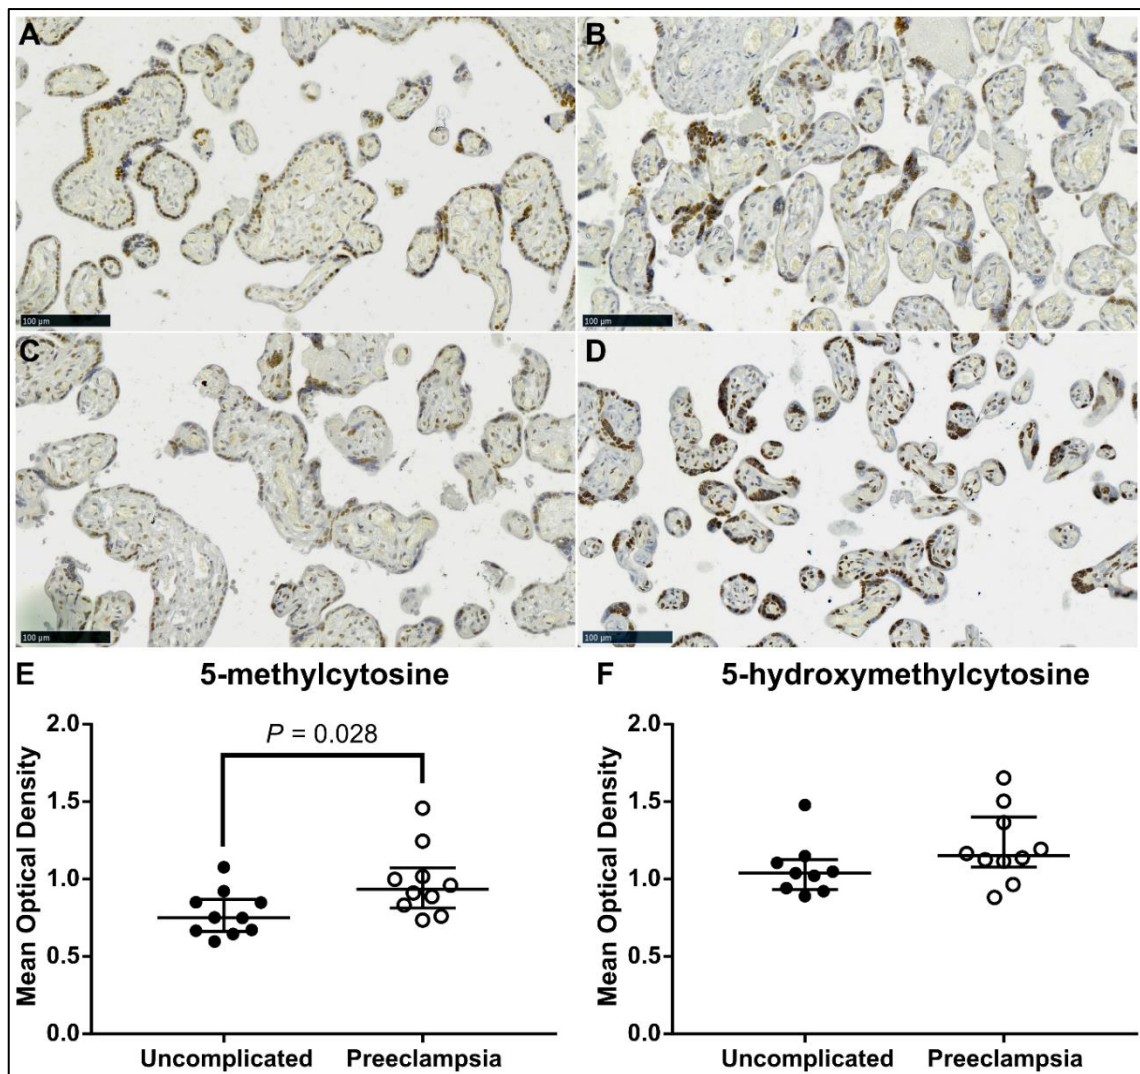 A
B
100 µm
100 µm
C
D
100 µm
100 µm
E
5-methylcytosine
F
5-hydroxymethylcytosine
Mean Optical Density
2.0
1.5
1.0
0.5
0.0
P = 0.028
Uncomplicated
Preeclampsia
Mean Optical Density
2.0
1.5
1.0
0.5
0.0
Uncomplicated
Preeclampsia